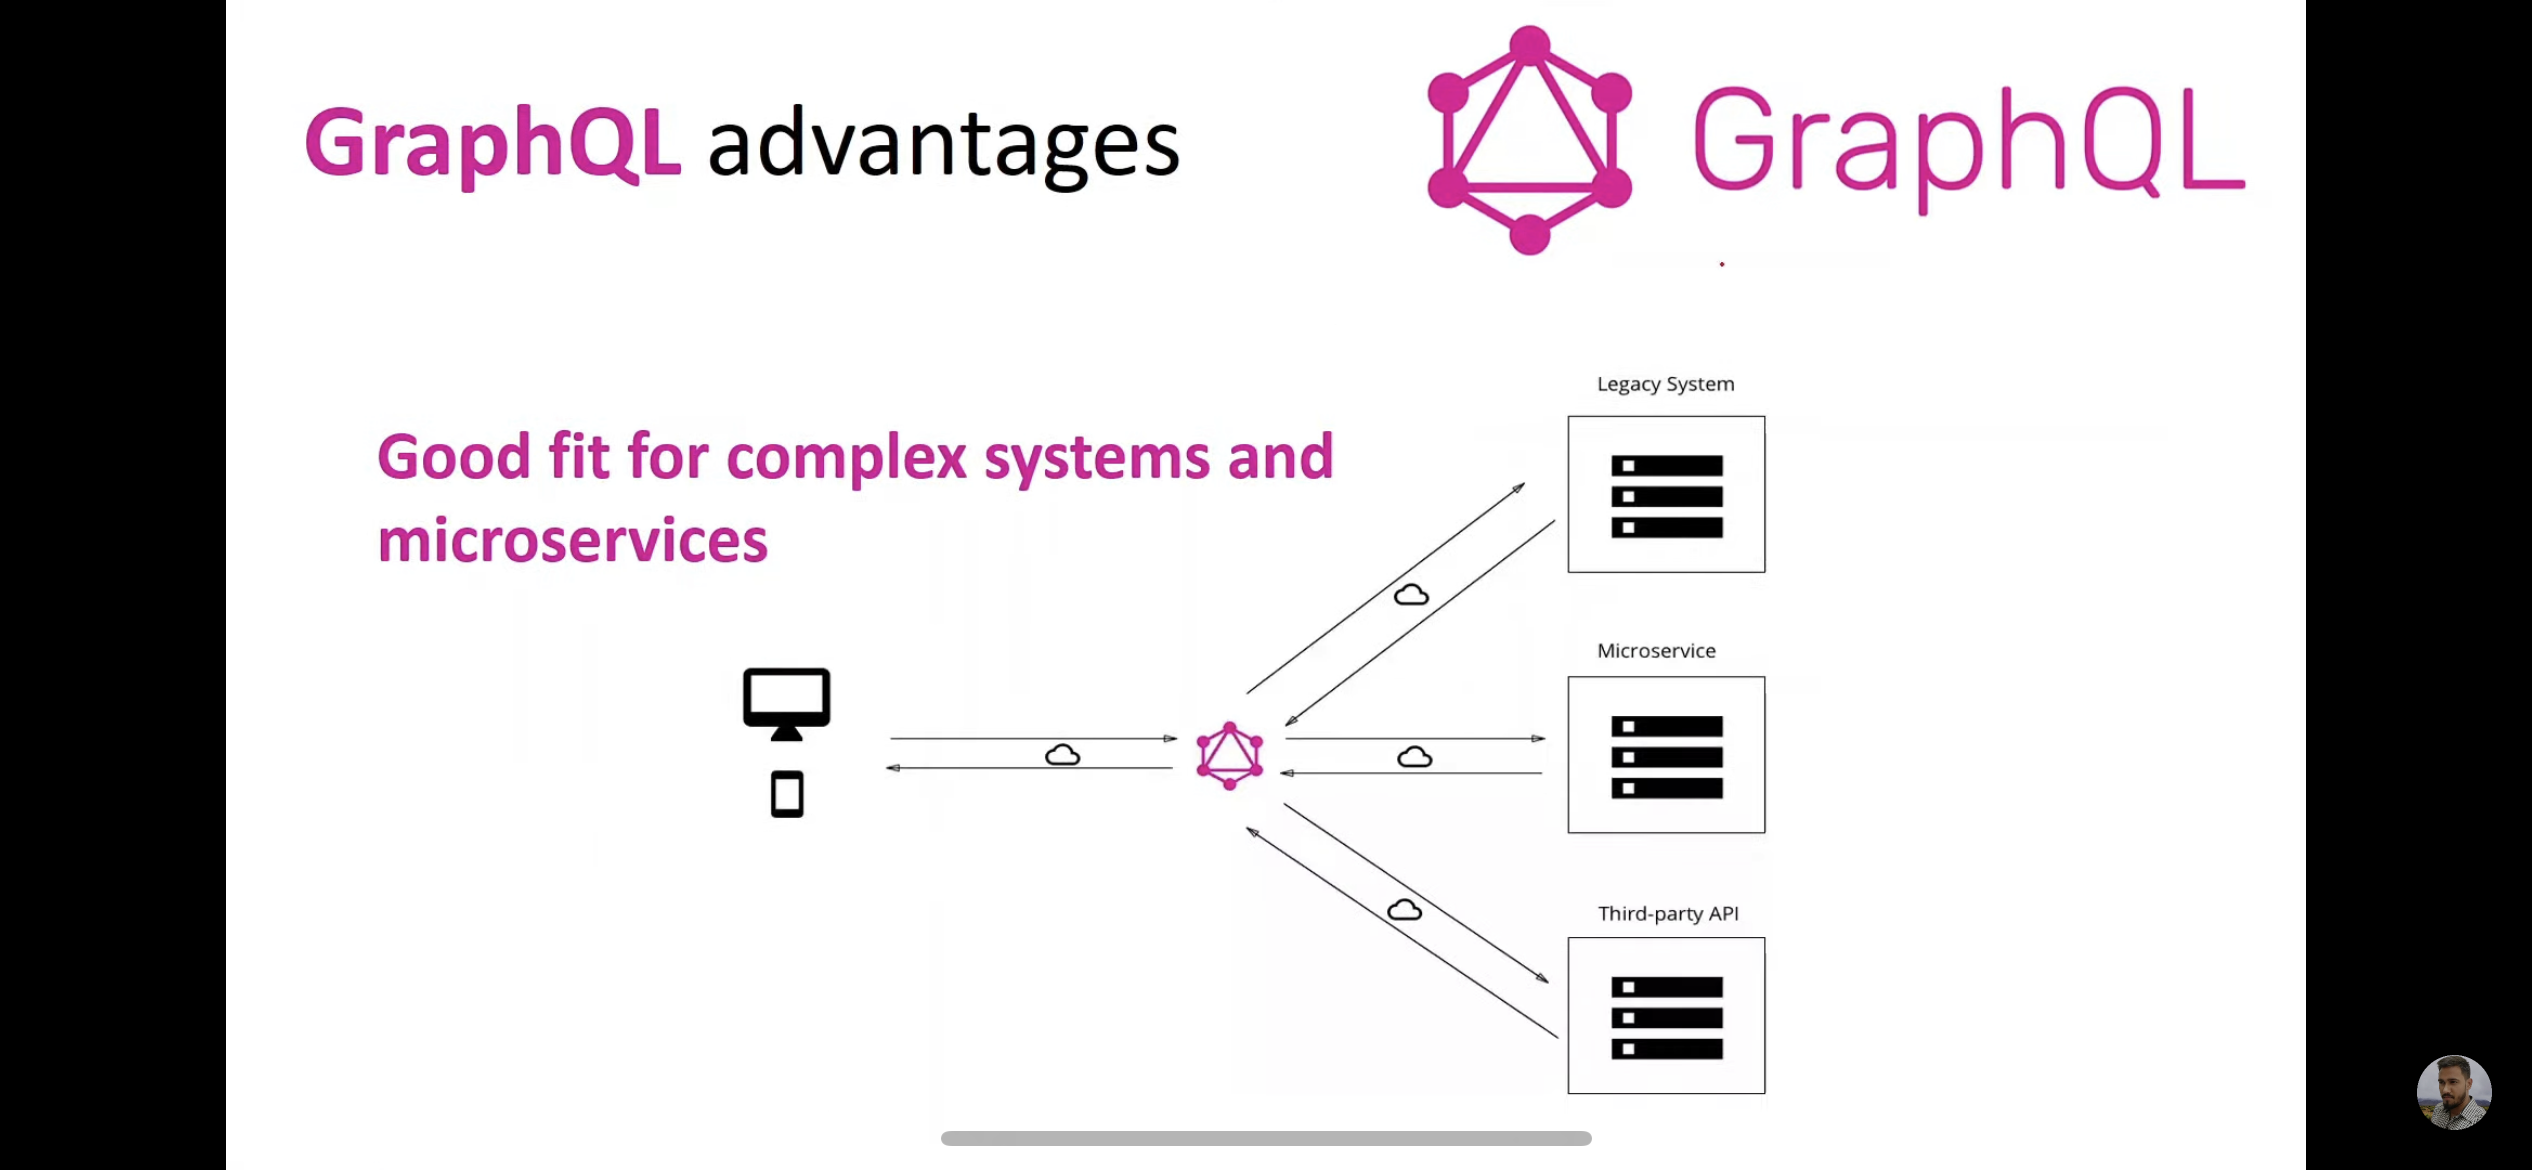 GraphQL advantages
GraphQL
Good fit for complex systems and
microservices
Legacy System
Microservice
Third-party API